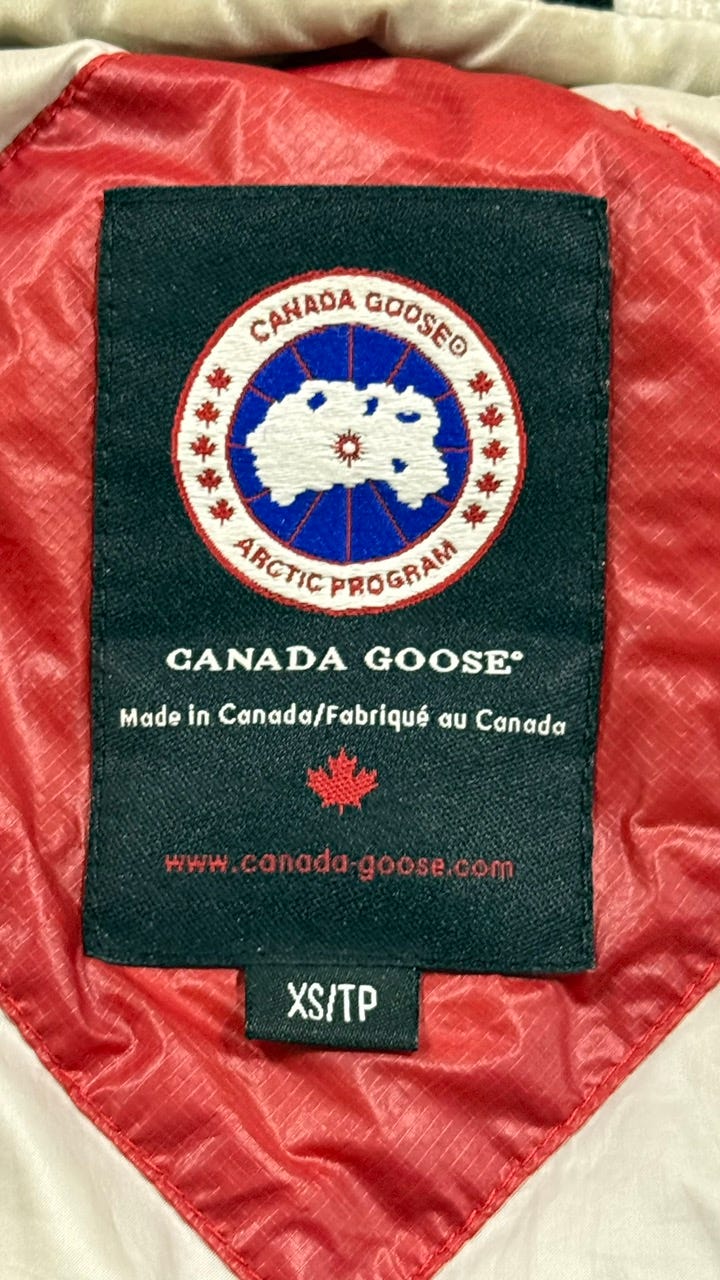 CANADA GOOSE®
ARCTIC PROGRAM
CANADA GOOSE®
Made in Canada/Fabriqué au Canada
www.canada-goose.com
XS/TP